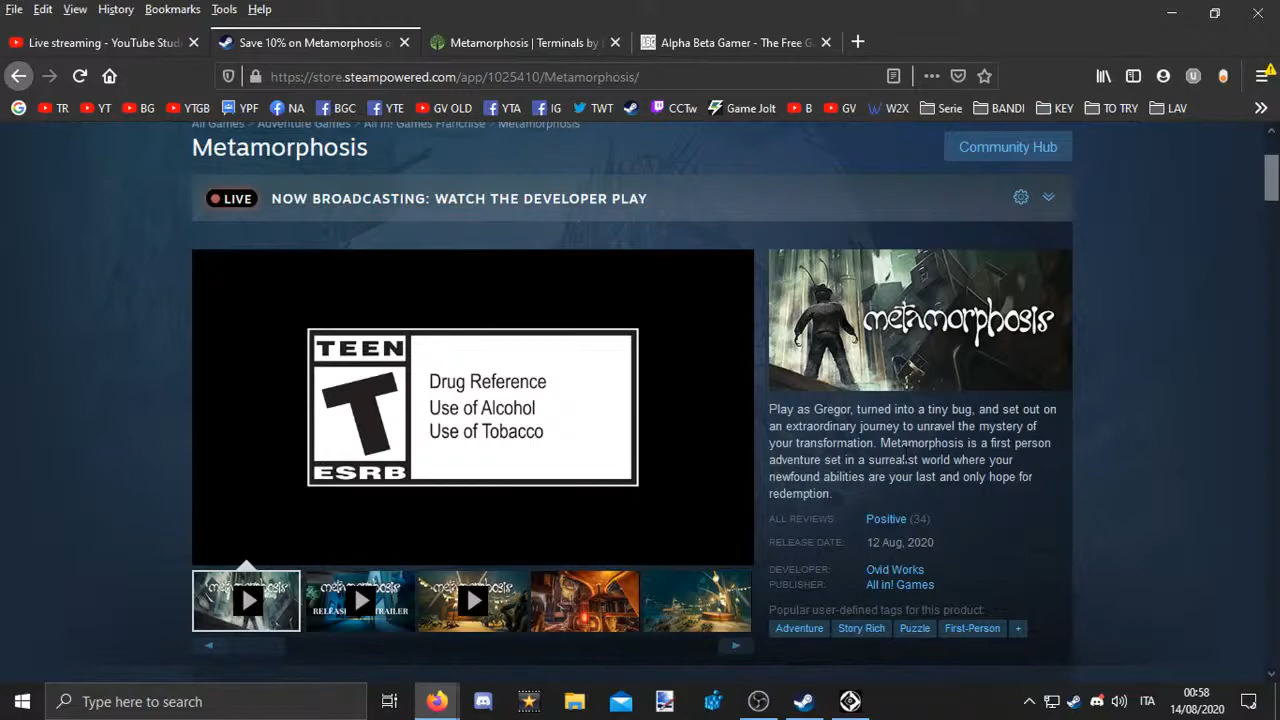 File Edit View History Bookmarks Tools Help
Live streaming - YouTube Stud
Save 10% on Metamorphosis o
Metamorphosis | Terminals by
Alpha Beta Gamer - The Free G
https://store.steampowered.com/app/1025410/Metamorphosis/
TR YT BG YTGB YPF NA BGC YTE GV OLD YTA IG TWT CCTw Game Jolt B GV W2X Serie BANDI KEY TO TRY LAV
All Games > Adventure Games > All in! Games Franchise > Metamorphosis
Metamorphosis
Community Hub
LIVE NOW BROADCASTING: WATCH THE DEVELOPER PLAY
TEEN
T
ESRB
Drug Reference
Use of Alcohol
Use of Tobacco
metamorphosis
Play as Gregor, turned into a tiny bug, and set out on
an extraordinary journey to unravel the mystery of
your transformation. Metamorphosis is a first person
adventure set in a surrealist world where your
newfound abilities are your last and only hope for
redemption.
ALL REVIEWS: Positive (34)
RELEASE DATE: 12 Aug, 2020
DEVELOPER: Ovid Works
PUBLISHER: All in! Games
Popular user-defined tags for this product:
Adventure Story Rich Puzzle First-Person +
metamorphosis
metamorphosis
RELEASE TRAILER
metamorphosis
Type here to search
ITA
00:58
14/08/2020